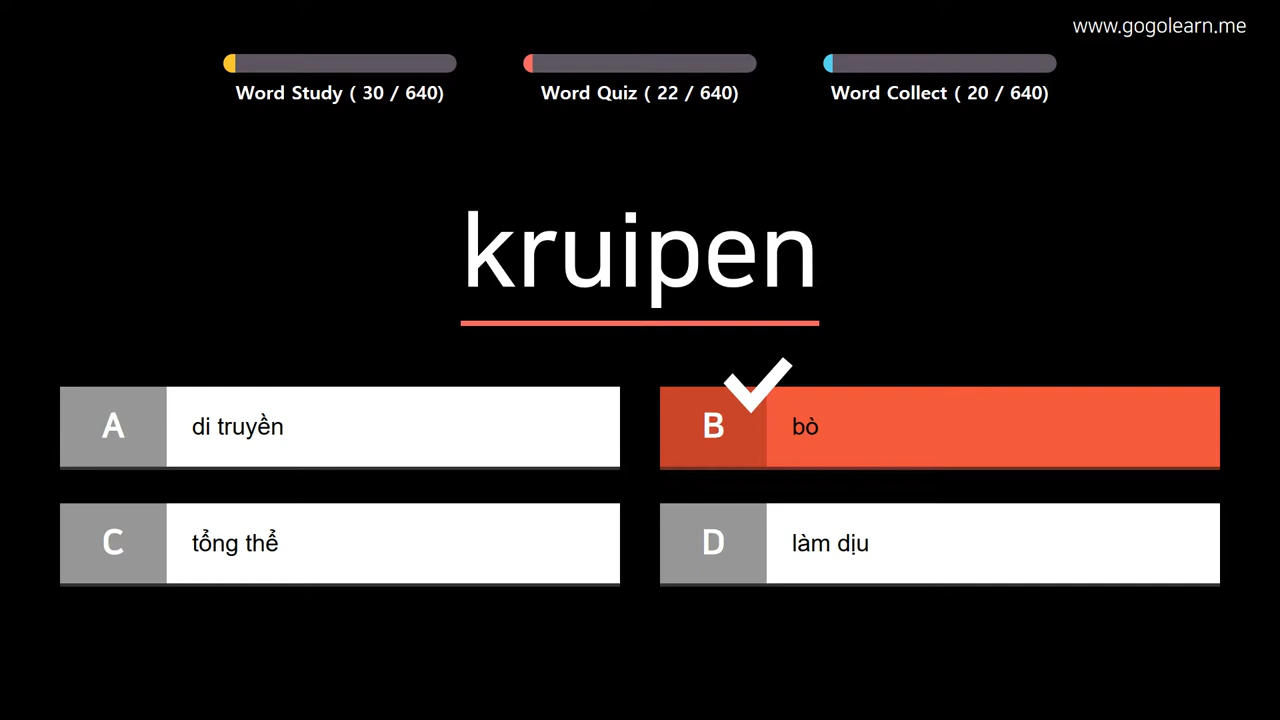 www.gogolearn.me
Word Study ( 30 / 640)
Word Quiz ( 22 / 640)
Word Collect ( 20 / 640)
kruipen
A di truyền
B bò
C tổng thể
D làm dịu